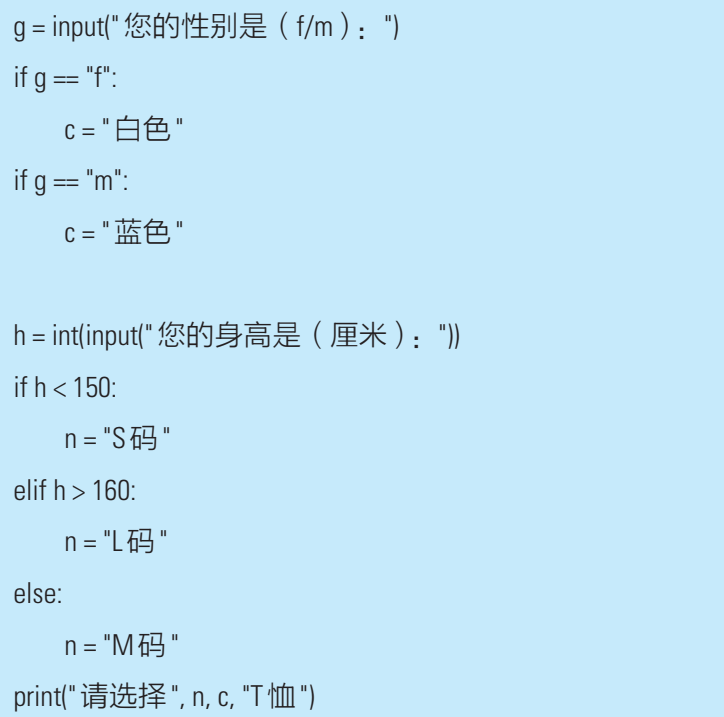 g = input("您的性别是（f/m）：")
if g == "f":
    c = "白色"
if g == "m":
    c = "蓝色"

h = int(input("您的身高是（厘米）："))
if h < 150:
    n = "S码"
elif h > 160:
    n = "L码"
else:
    n = "M码"
print("请选择", n, c, "T恤")